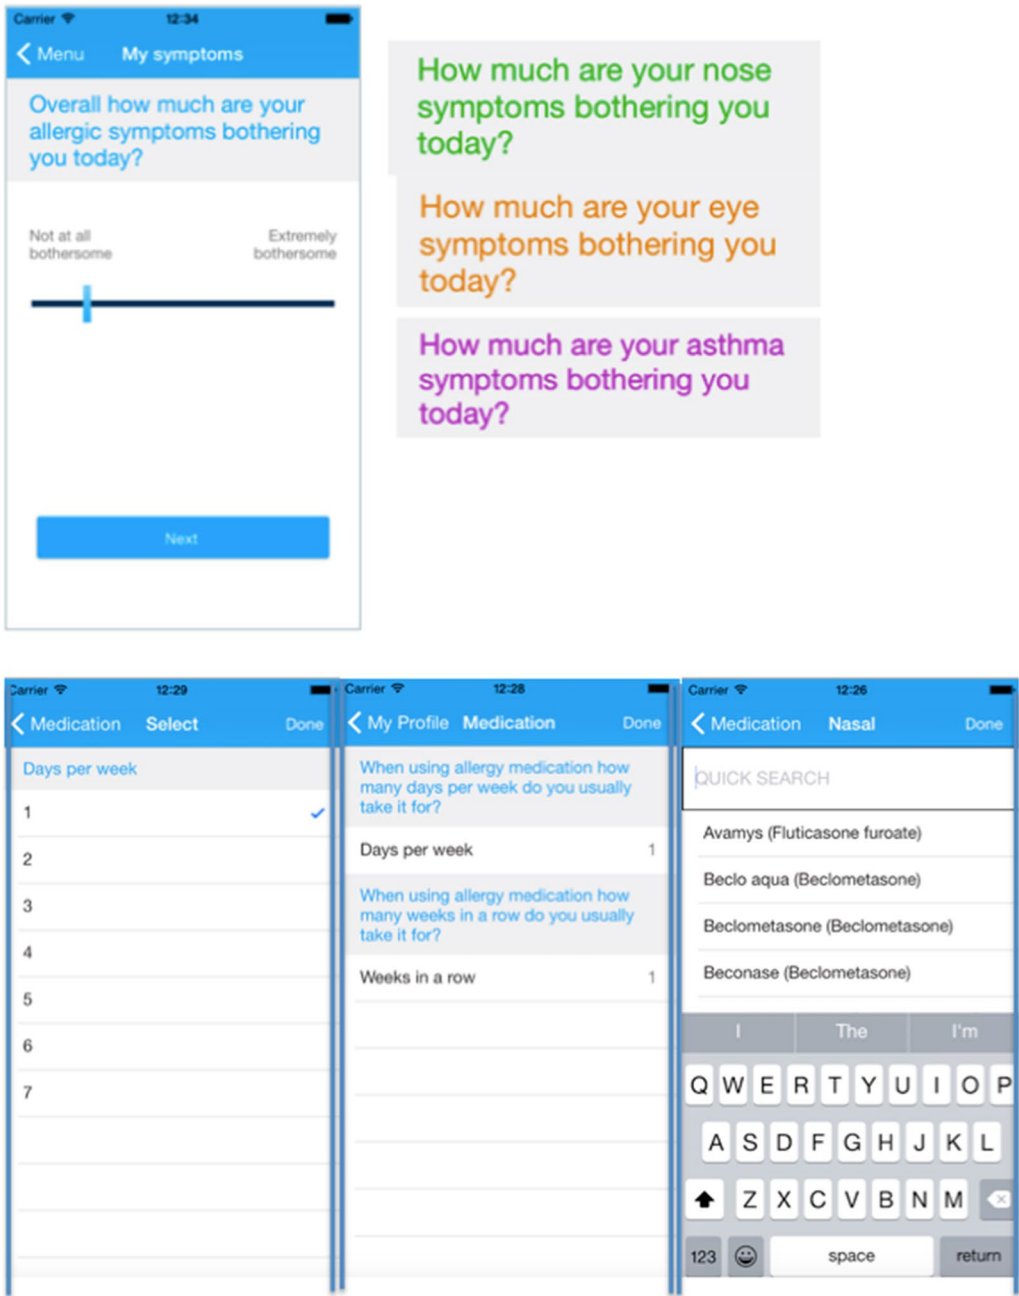 Carrier 12:34
Menu My symptoms
Overall how much are your
allergic symptoms bothering
you today?
Not at all
bothersome
Extremely
bothersome
Next
How much are your nose
symptoms bothering you
today?
How much are your eye
symptoms bothering you
today?
How much are your asthma
symptoms bothering you
today?
Carrier 12:29
Medication Select Done
Days per week
1
2
3
4
5
6
7
Carrier 12:28
My Profile Medication Done
When using allergy medication how
many days per week do you usually
take it for?
Days per week 1
When using allergy medication how
many weeks in a row do you usually
take it for?
Weeks in a row 1
Carrier 12:26
Medication Nasal Done
QUICK SEARCH
Avamys (Fluticasone furoate)
Beclo aqua (Beclometasone)
Beclometasone (Beclometasone)
Beconase (Beclometasone)
I The I'm
Q W E R T Y U I O P
A S D F G H J K L
Z X C V B N M
123 space return